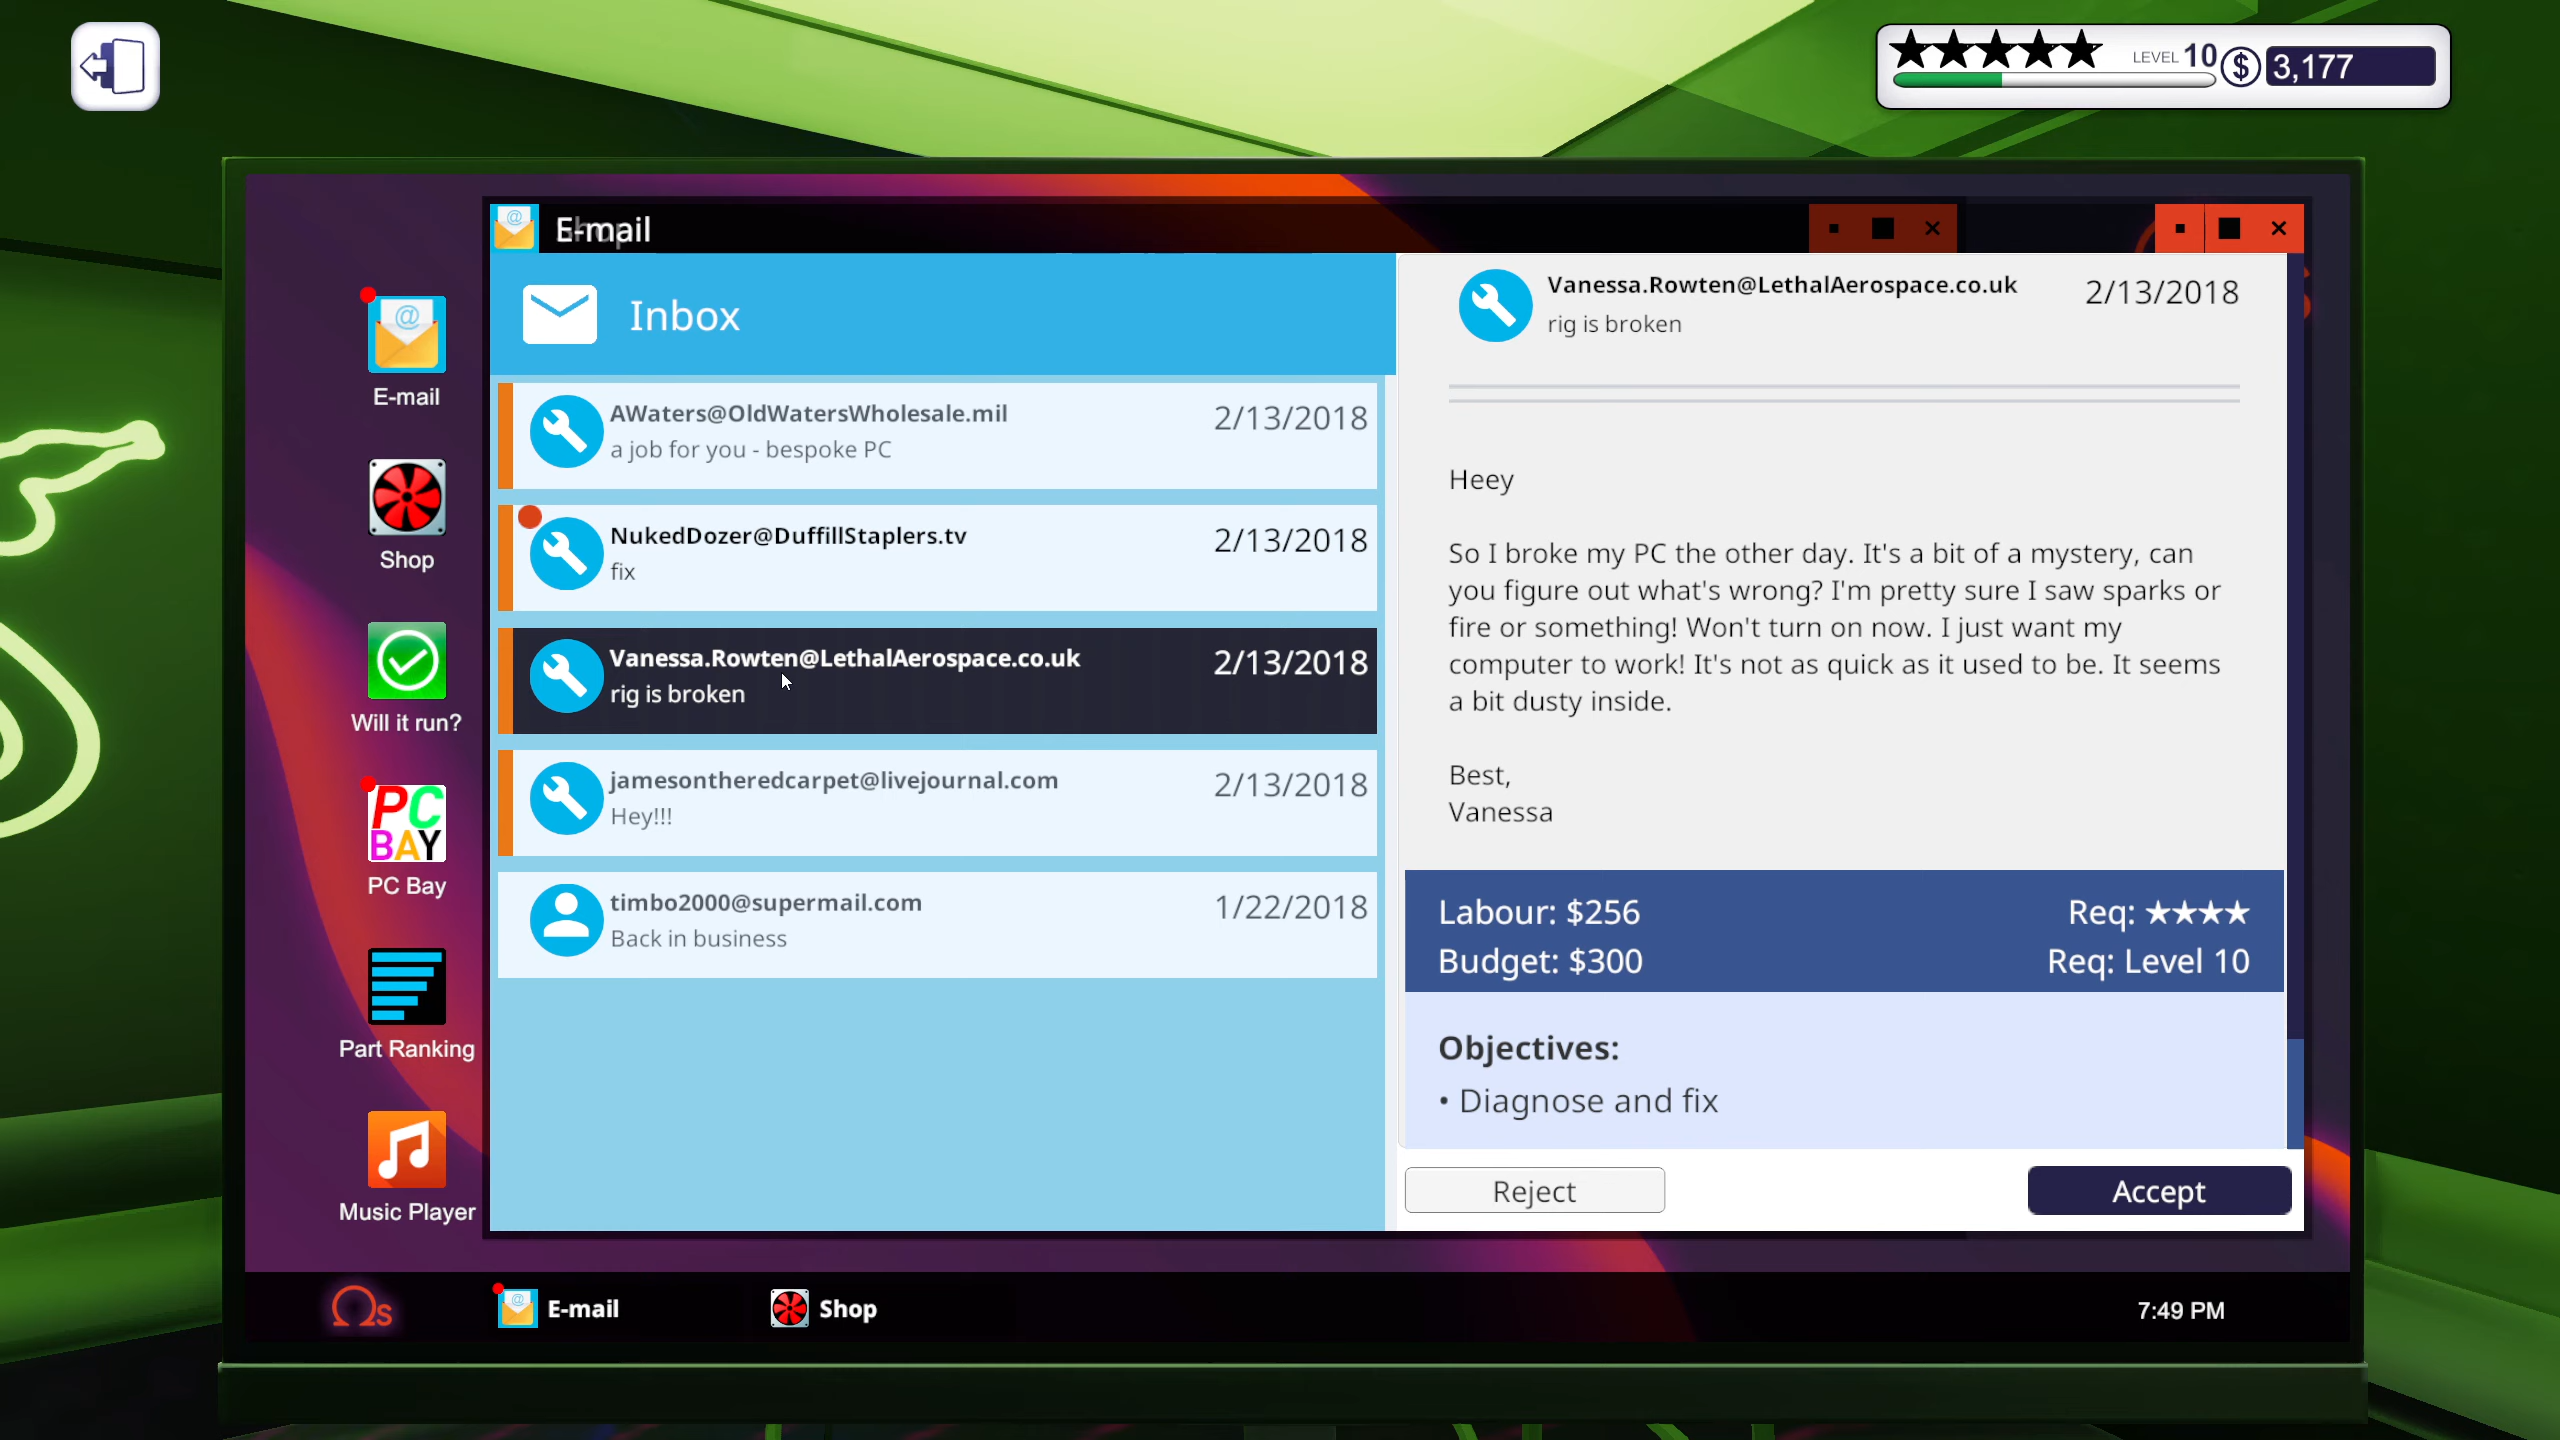 LEVEL 10
$ 3,177
E-mail
E-mail
Shop
Will it run?
PC BAY
PC Bay
Part Ranking
Music Player
Inbox
AWaters@OldWatersWholesale.mil
2/13/2018
a job for you - bespoke PC
NukedDozer@DuffillStaplers.tv
2/13/2018
fix
Vanessa.Rowten@LethalAerospace.co.uk
2/13/2018
rig is broken
jamesontheredcarpet@livejournal.com
2/13/2018
Hey!!!
timbo2000@supermail.com
1/22/2018
Back in business
Vanessa.Rowten@LethalAerospace.co.uk
2/13/2018
rig is broken
Heey
So I broke my PC the other day. It's a bit of a mystery, can
you figure out what's wrong? I'm pretty sure I saw sparks or
fire or something! Won't turn on now. I just want my
computer to work! It's not as quick as it used to be. It seems
a bit dusty inside.
Best,
Vanessa
Labour: $256
Req: ★★★★
Budget: $300
Req: Level 10
Objectives:
• Diagnose and fix
Reject
Accept
Ωs
E-mail
Shop
7:49 PM